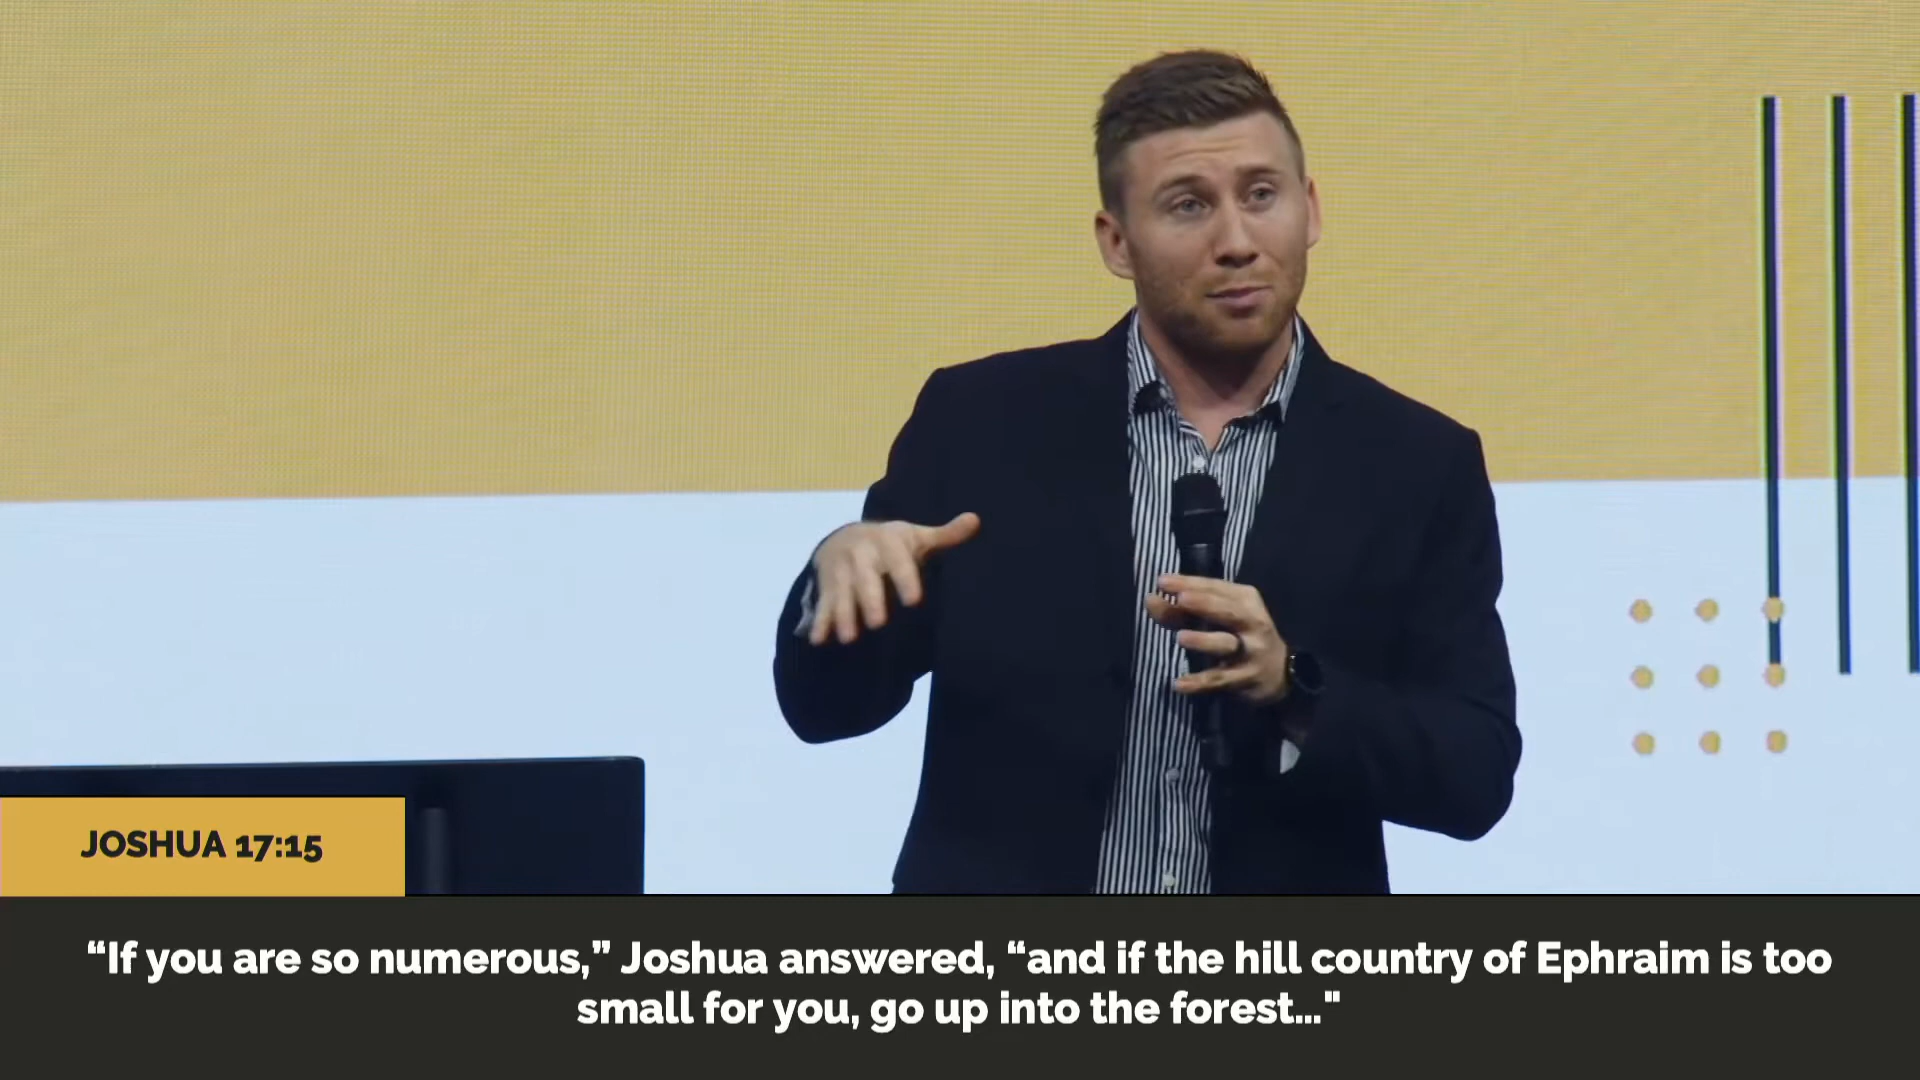 JOSHUA 17:15
“If you are so numerous,” Joshua answered, “and if the hill country of Ephraim is too
small for you, go up into the forest..."